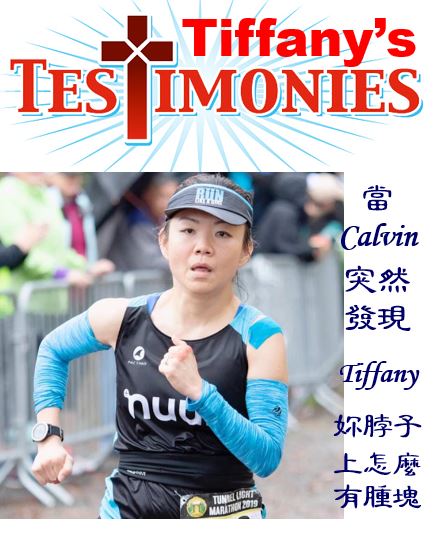 Tiffany's
TESTIMONIES
當
Calvin
突然
發現
Tiffany
妳脖子
上怎麼
有腫塊
RUN
nuu
TUNNEL LIGHT
MARATHON 2019